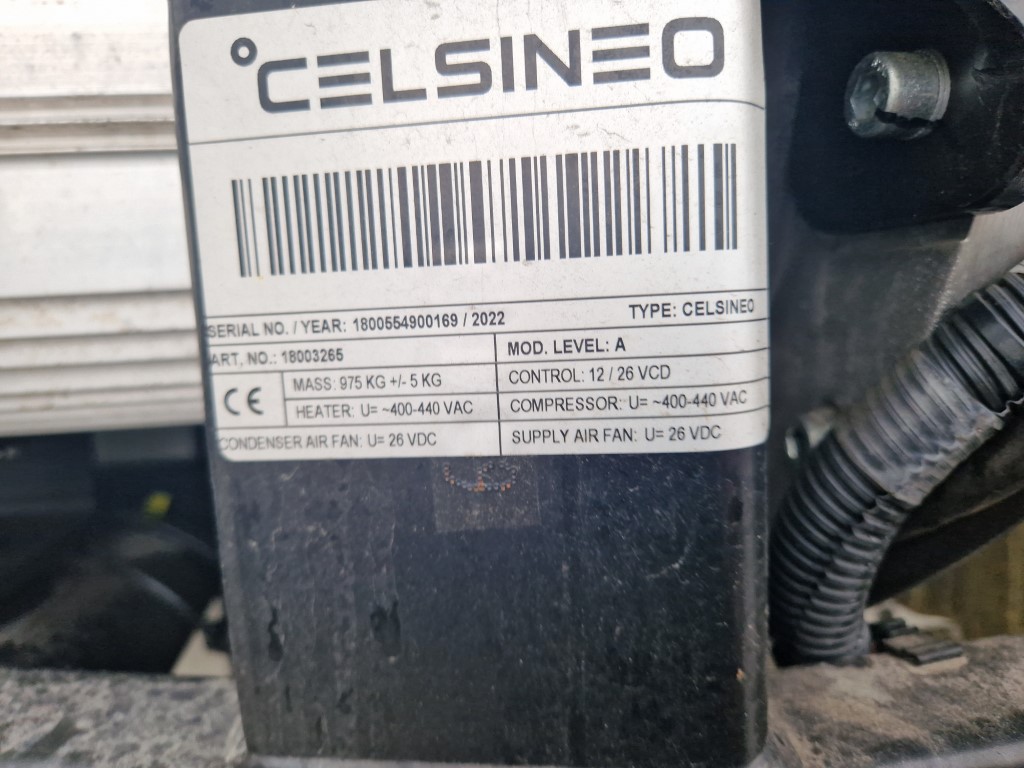 °CELSINEO
SERIAL NO. / YEAR: 1800554900169 / 2022 TYPE: CELSINEO
ART. NO.: 18003265 MOD. LEVEL: A
CE MASS: 975 KG +/- 5 KG CONTROL: 12 / 26 VCD
HEATER: U= ~400-440 VAC COMPRESSOR: U= ~400-440 VAC
CONDENSER AIR FAN: U= 26 VDC SUPPLY AIR FAN: U= 26 VDC